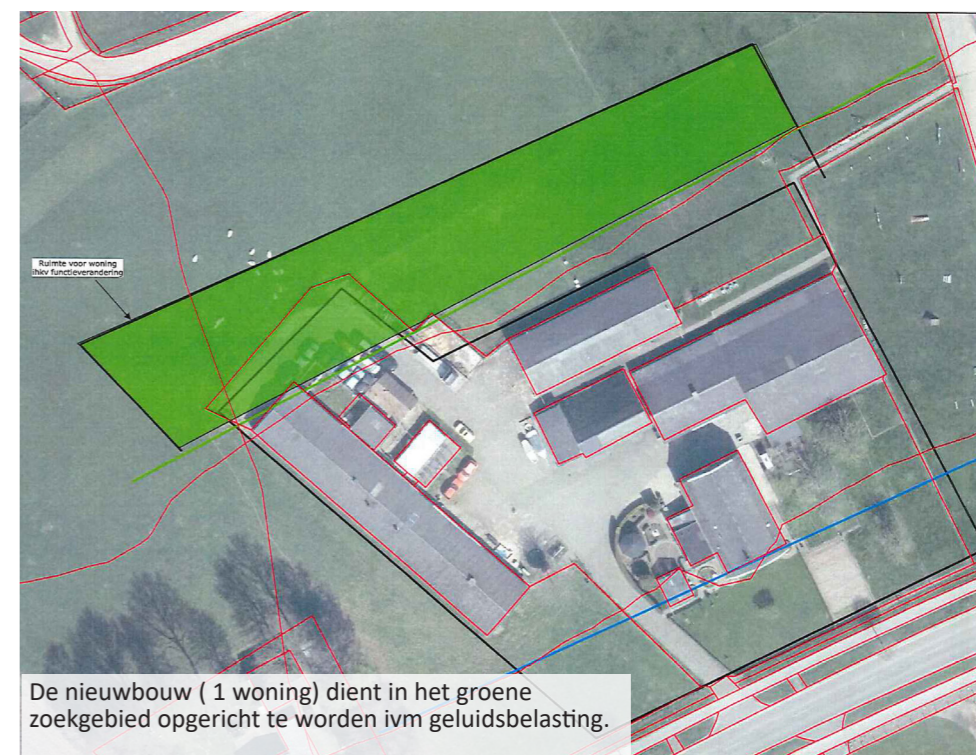 Ruimte voor woning
ihkv functieverandering
De nieuwbouw ( 1 woning) dient in het groene
zoekgebied opgericht te worden ivm geluidsbelasting.